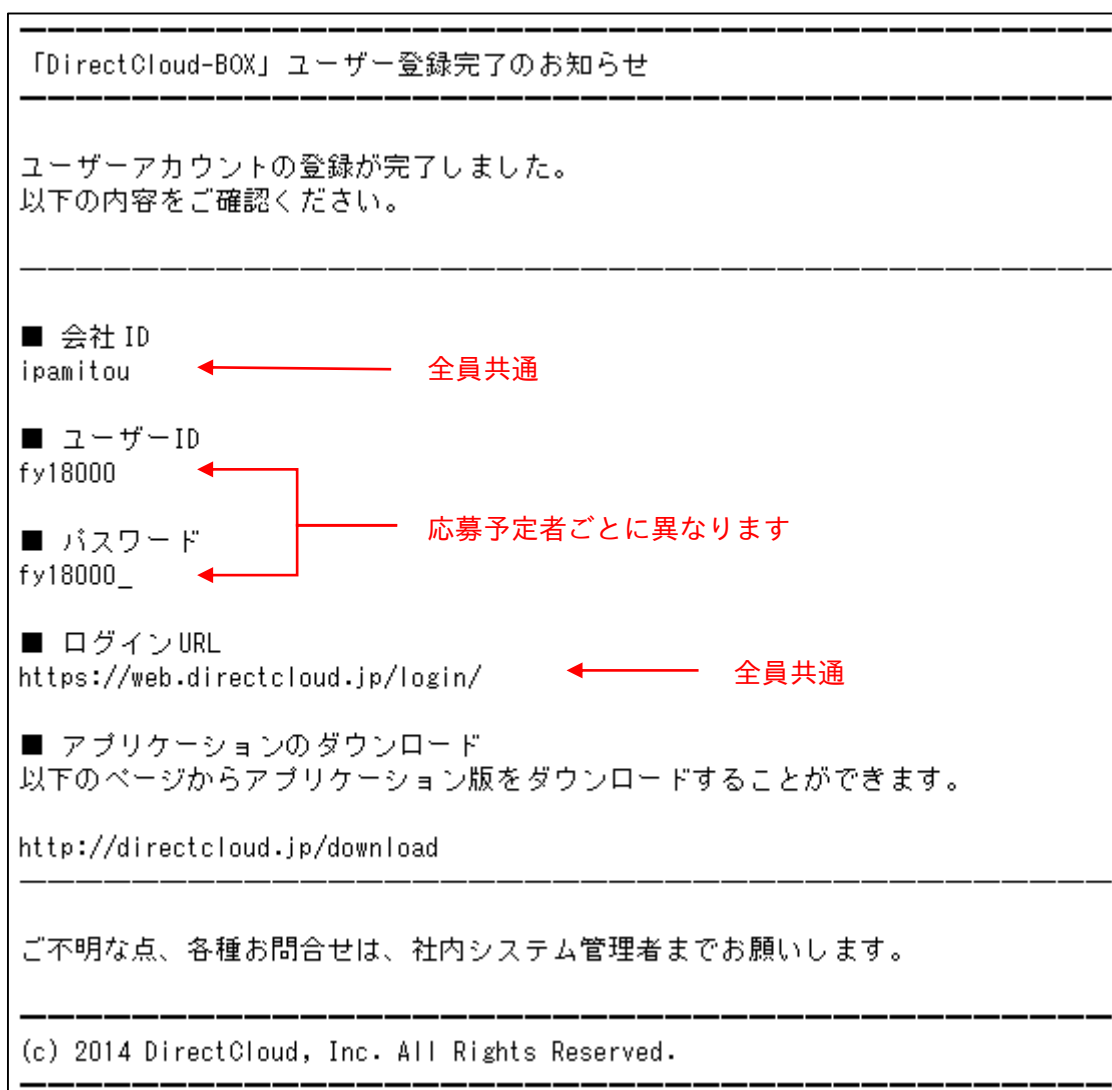 「DirectCloud-BOX」ユーザー登録完了のお知らせ
ユーザーアカウントの登録が完了しました。
以下の内容をご確認ください。
■ 会社ID
ipamitou
全員共通
■ ユーザーID
fy18000
応募予定者ごとに異なります
■ パスワード
fy18000_
■ ログインURL
https://web.directcloud.jp/login/
全員共通
■ アプリケーションのダウンロード
以下のページからアプリケーション版をダウンロードすることができます。
http://directcloud.jp/download
ご不明な点、各種お問合せは、社内システム管理者までお願いします。
(c) 2014 DirectCloud, Inc. All Rights Reserved.